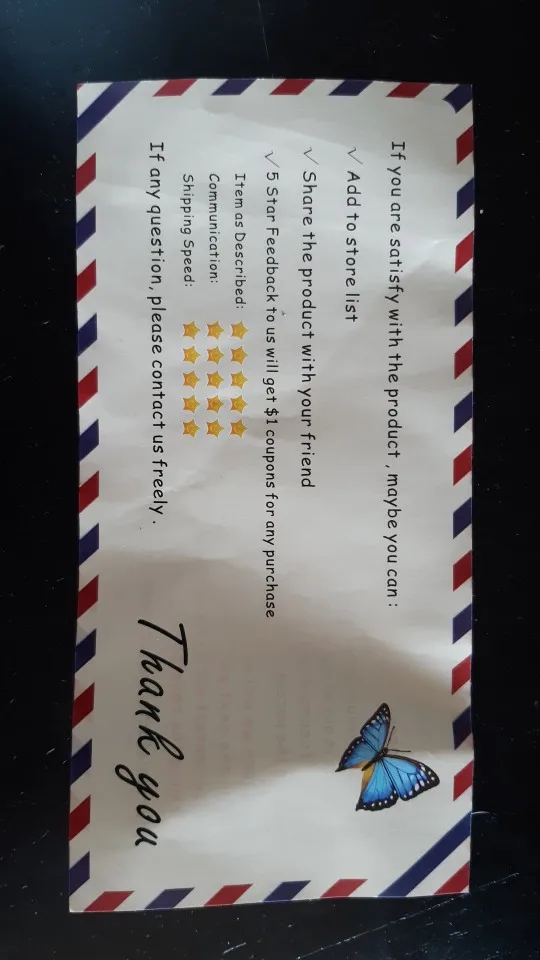 If you are satisfy with the product , maybe you can :
√ Add to store list
√ Share the product with your friend
√ 5 Star Feedback to us will get $1 coupons for any purchase
Item as Described:
Communication:
Shipping Speed:
If any question, please contact us freely .
Thank you